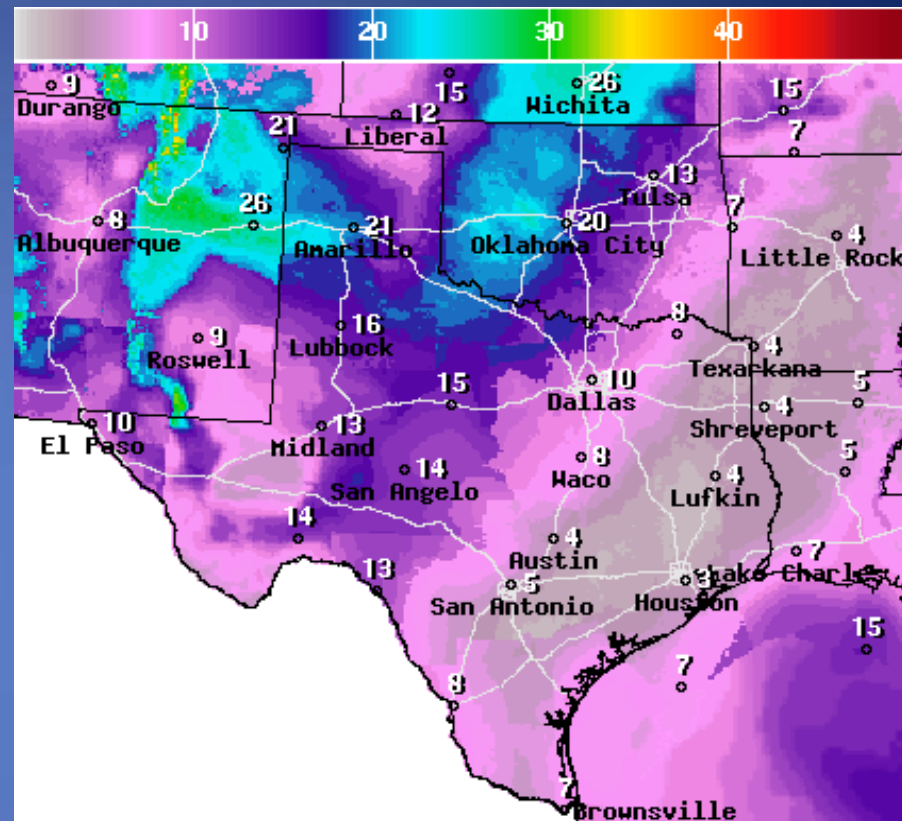 10 20 30 40
9 15 26 15
Durango 12 Wichita
Liberal 7
21 13
Tulsa
8 26 21 20 7 4
Albuquerque Amarillo Oklahoma City Little Rock
9 16 8 4
Roswell Lubbock Texarkana
15 10 5
Dallas 4
10 13 Shreveport
El Paso Midland 8 5
14 Waco 4
San Angelo Lufkin
14 4 7
Austin
13 5 3 Lake Charles
San Antonio Houston
15
8 7
7
Brownsville